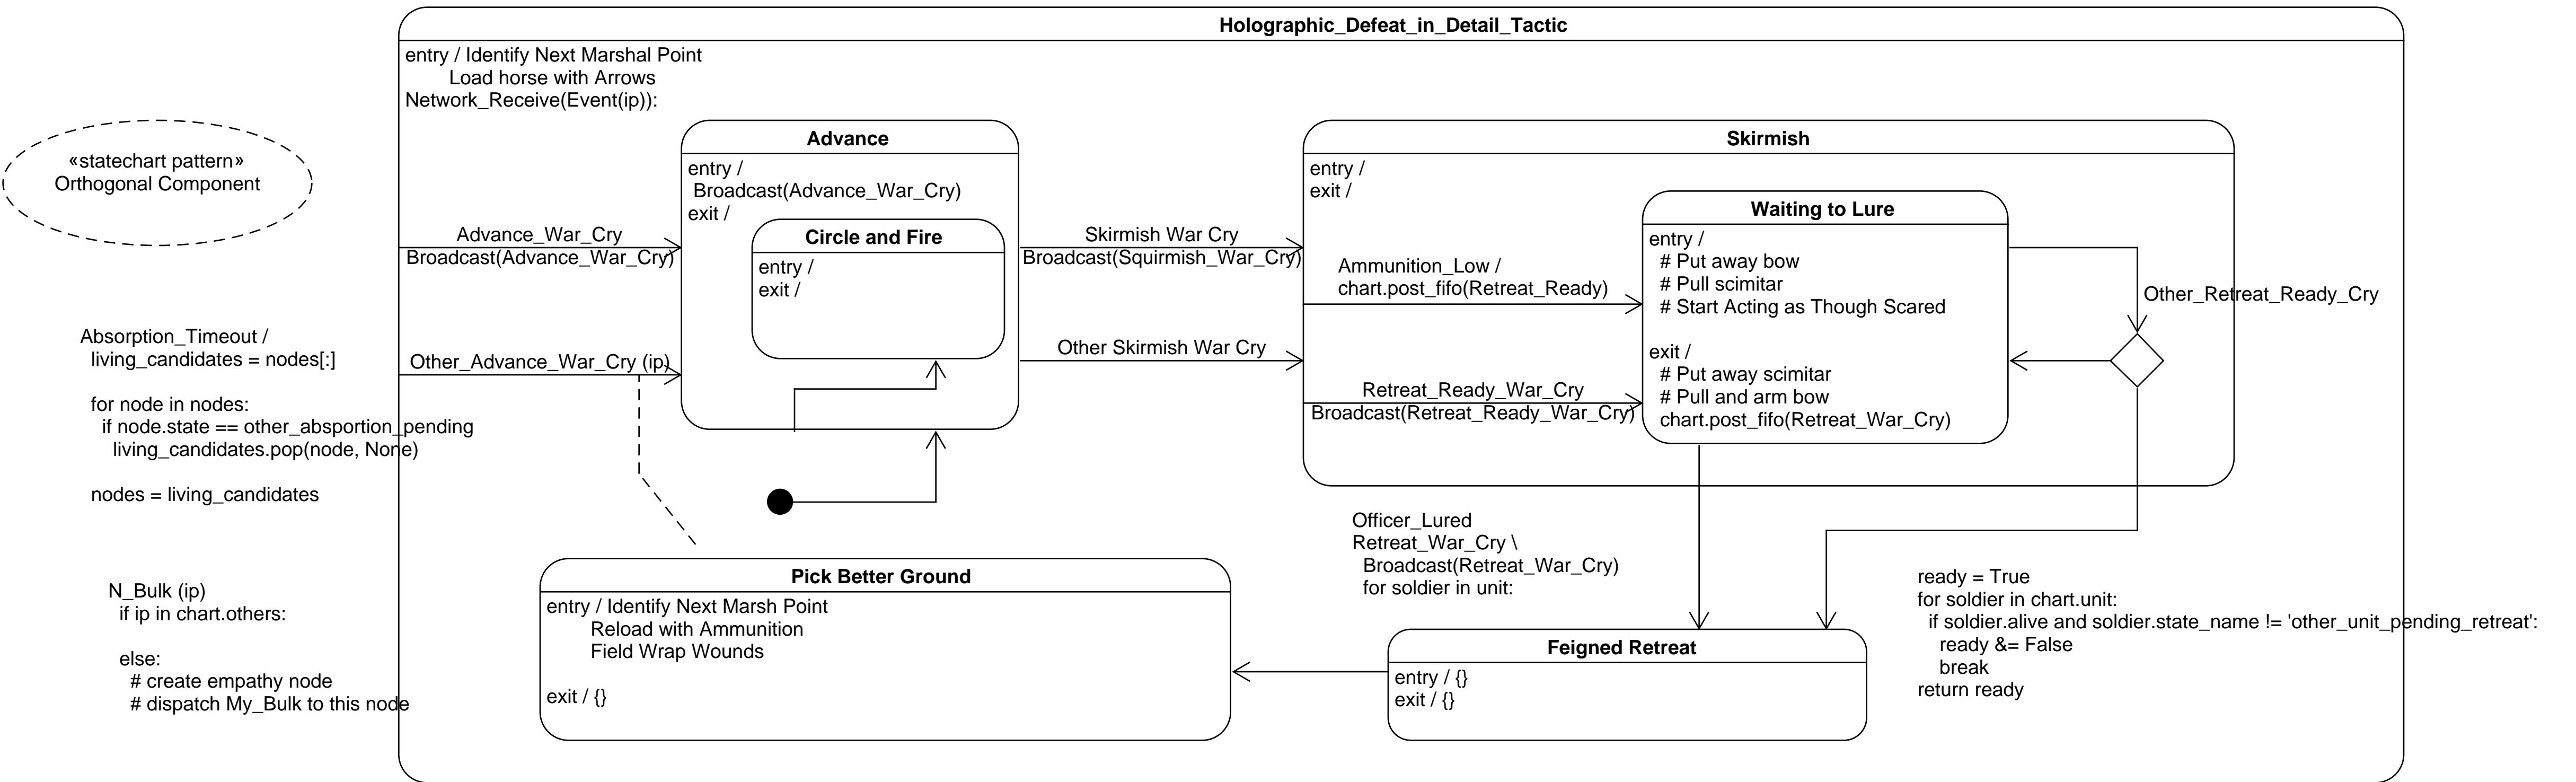 Holographic_Defeat_in_Detail_Tactic
entry / Identify Next Marshal Point
Load horse with Arrows
Network_Receive(Event(ip)):
«statechart pattern»
Orthogonal Component
Advance
entry /
Broadcast(Advance_War_Cry)
exit /
Circle and Fire
entry /
exit /
Advance_War_Cry
Broadcast(Advance_War_Cry)
Other_Advance_War_Cry (ip)
Skirmish War Cry
Broadcast(Squirmish_War_Cry)
Other Skirmish War Cry
Skirmish
entry /
exit /
Ammunition_Low /
chart.post_fifo(Retreat_Ready)
Retreat_Ready_War_Cry
Broadcast(Retreat_Ready_War_Cry)
Waiting to Lure
entry /
# Put away bow
# Pull scimitar
# Start Acting as Though Scared
exit /
# Put away scimitar
# Pull and arm bow
chart.post_fifo(Retreat_War_Cry)
Other_Retreat_Ready_Cry
Absorption_Timeout /
living_candidates = nodes[:]
for node in nodes:
if node.state == other_absportion_pending
living_candidates.pop(node, None)
nodes = living_candidates
N_Bulk (ip)
if ip in chart.others:
else:
# create empathy node
# dispatch My_Bulk to this node
Pick Better Ground
entry / Identify Next Marsh Point
Reload with Ammunition
Field Wrap Wounds
exit / {}
Officer_Lured
Retreat_War_Cry \
Broadcast(Retreat_War_Cry)
for soldier in unit:
Feigned Retreat
entry / {}
exit / {}
ready = True
for soldier in chart.unit:
if soldier.alive and soldier.state_name != 'other_unit_pending_retreat':
ready &= False
break
return ready